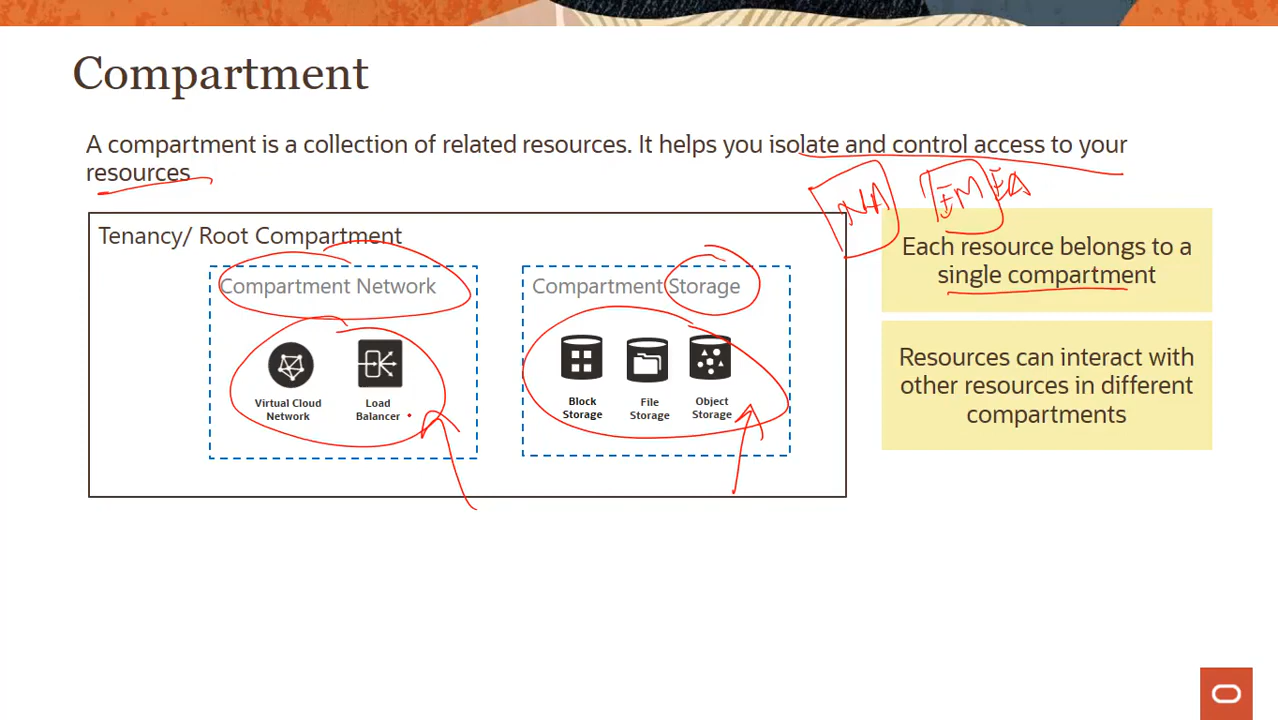 Compartment
A compartment is a collection of related resources. It helps you isolate and control access to your
resources
NA EMEA
Tenancy/ Root Compartment
Compartment Network
Compartment Storage
Virtual Cloud
Network
Load
Balancer
Block
Storage
File
Storage
Object
Storage
Each resource belongs to a
single compartment
Resources can interact with
other resources in different
compartments